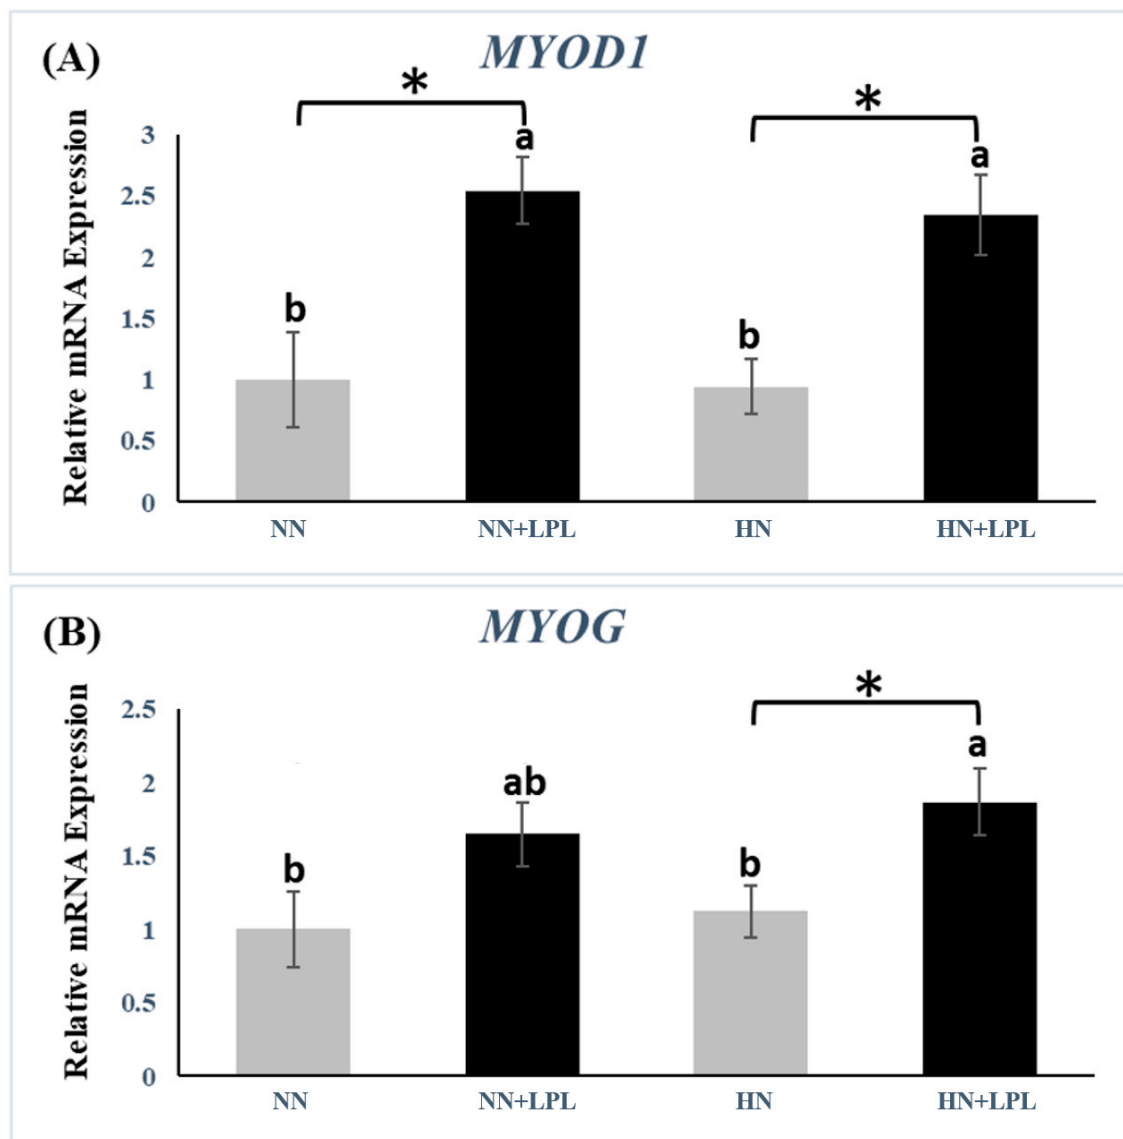 (A)
MYOD1
*
*
Relative mRNA Expression
3
2.5
2
1.5
1
0.5
0
b
a
b
a
NN
NN+LPL
HN
HN+LPL
(B)
MYOG
*
Relative mRNA Expression
2.5
2
1.5
1
0.5
0
b
ab
b
a
NN
NN+LPL
HN
HN+LPL